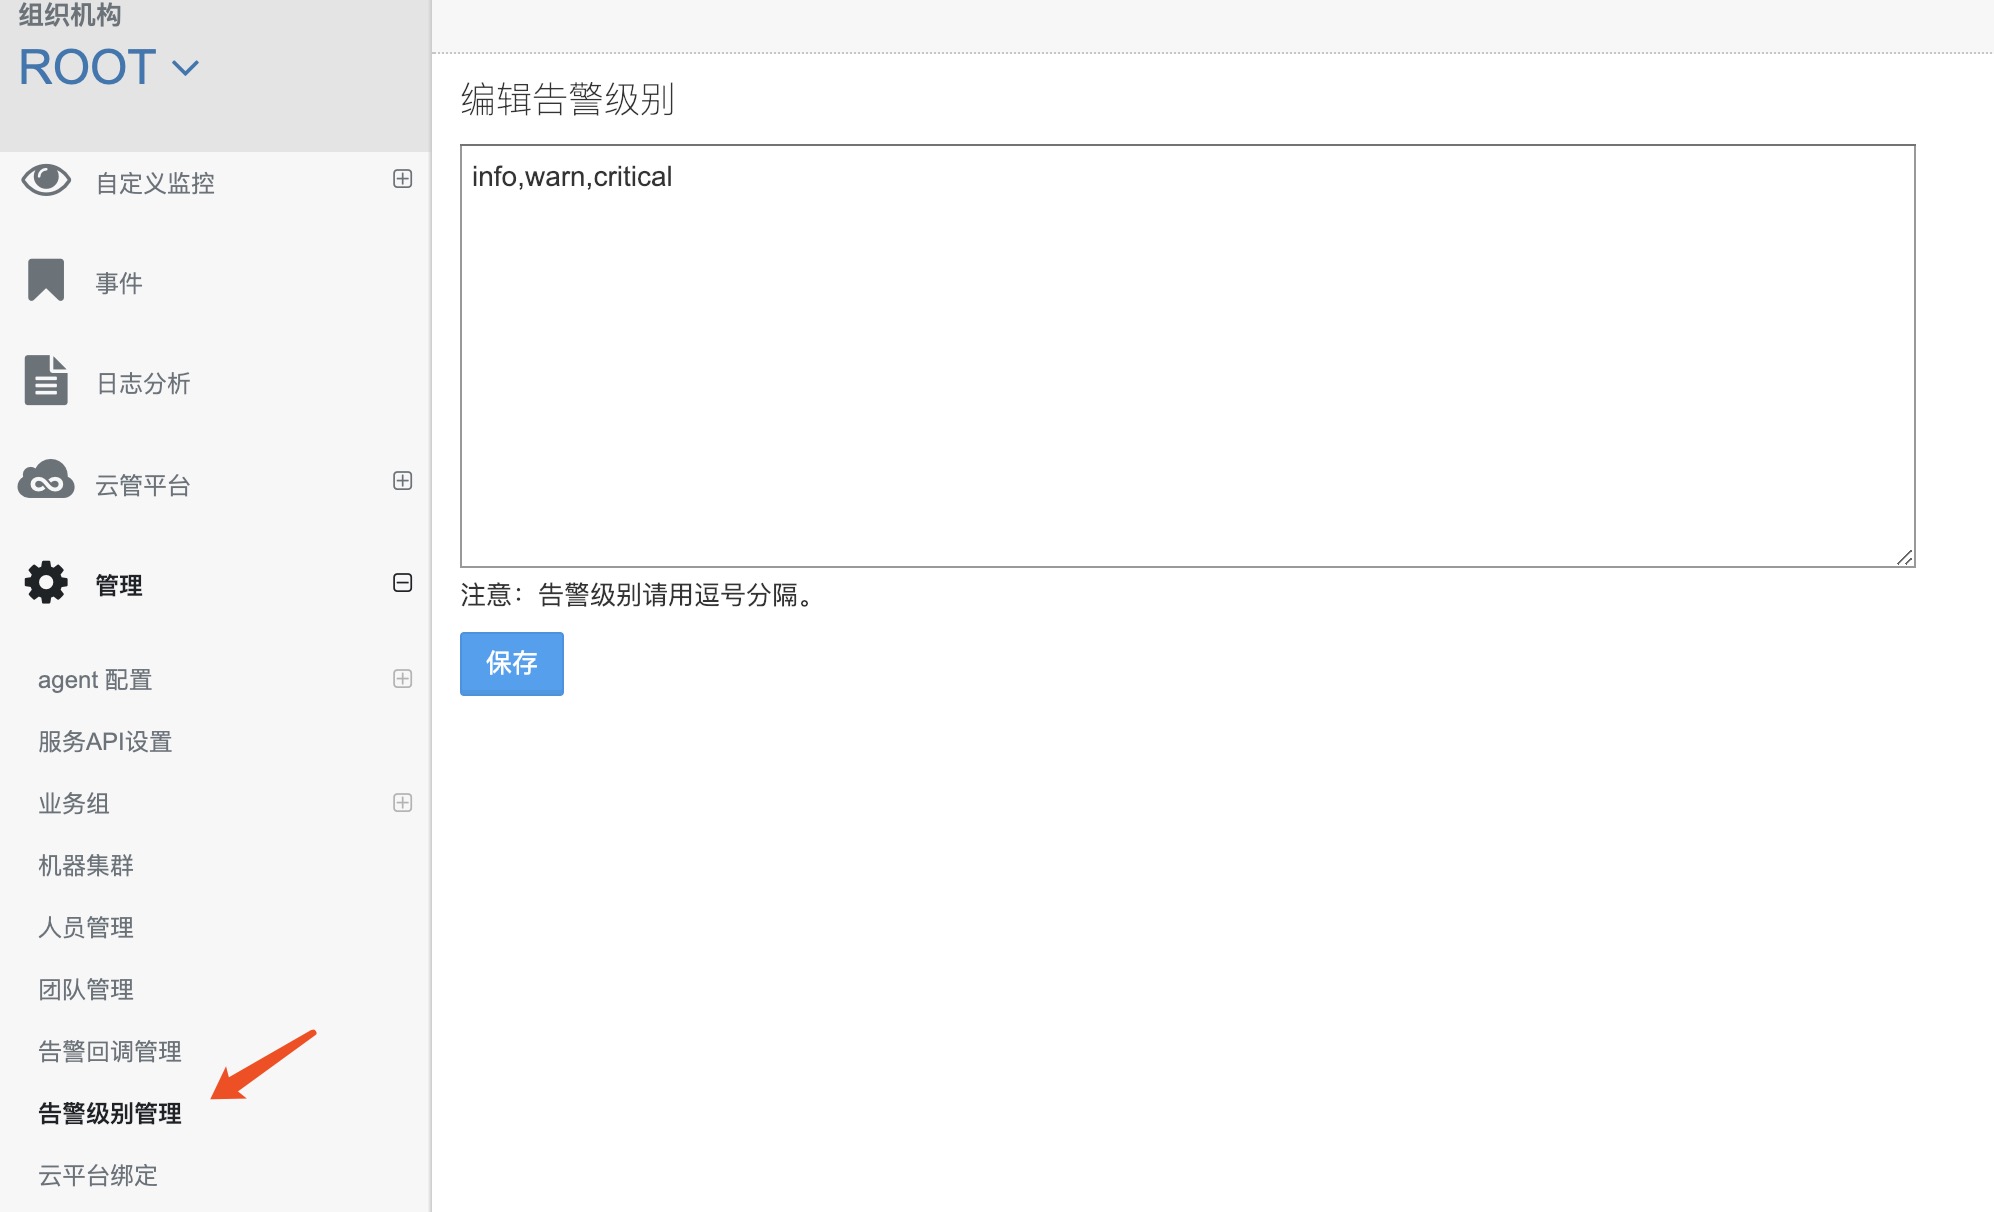 组织机构
ROOT
自定义监控
事件
日志分析
云管平台
管理
agent 配置
服务API设置
业务组
机器集群
人员管理
团队管理
告警回调管理
告警级别管理
云平台绑定
编辑告警级别
info,warn,critical
注意：告警级别请用逗号分隔。
保存